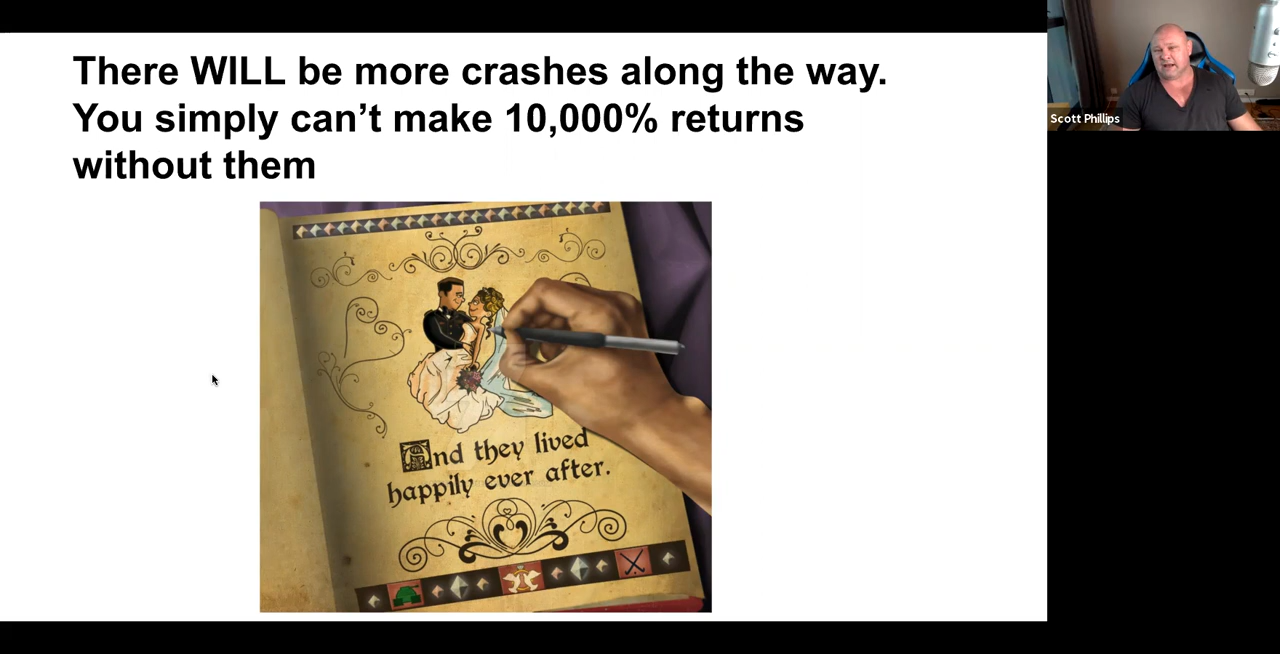 There WILL be more crashes along the way.
You simply can’t make 10,000% returns
without them
Scott Phillips
And they lived
happily ever after.